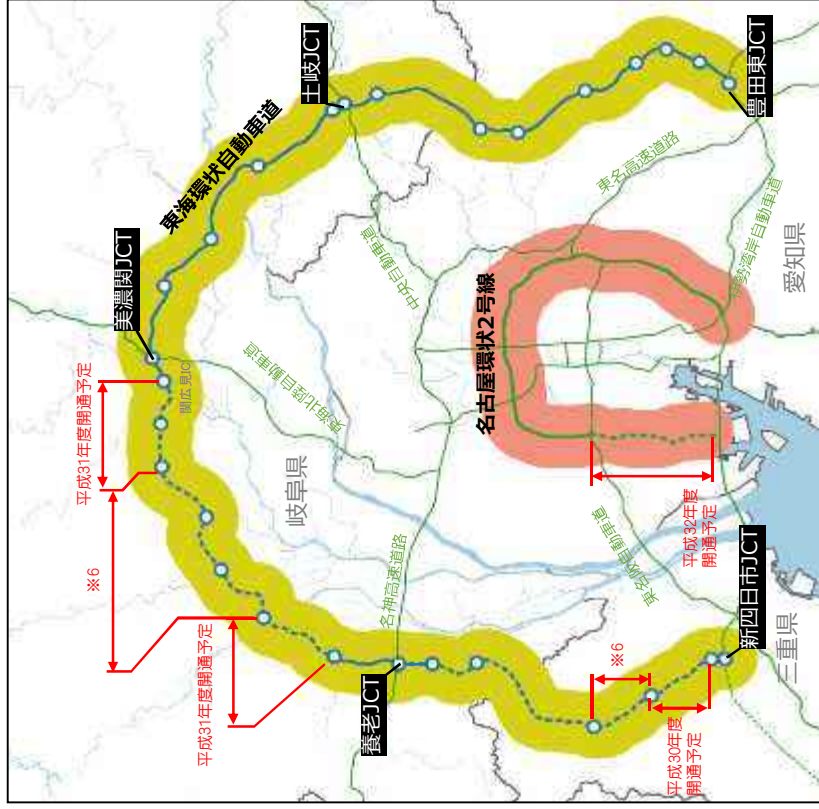 美濃関JCT
東海環状自動車道
土岐JCT
平成31年度開通予定
関広見IC
※6
東海北陸自動車道
中央自動車道
岐阜県
平成31年度開通予定
名神高速道路
養老JCT
名古屋環状2号線
東名高速道路
東名阪自動車道
伊勢湾岸自動車道
豊田東JCT
愛知県
※6
平成30年度
開通予定
平成32年度
開通予定
新四日市JCT
三重県